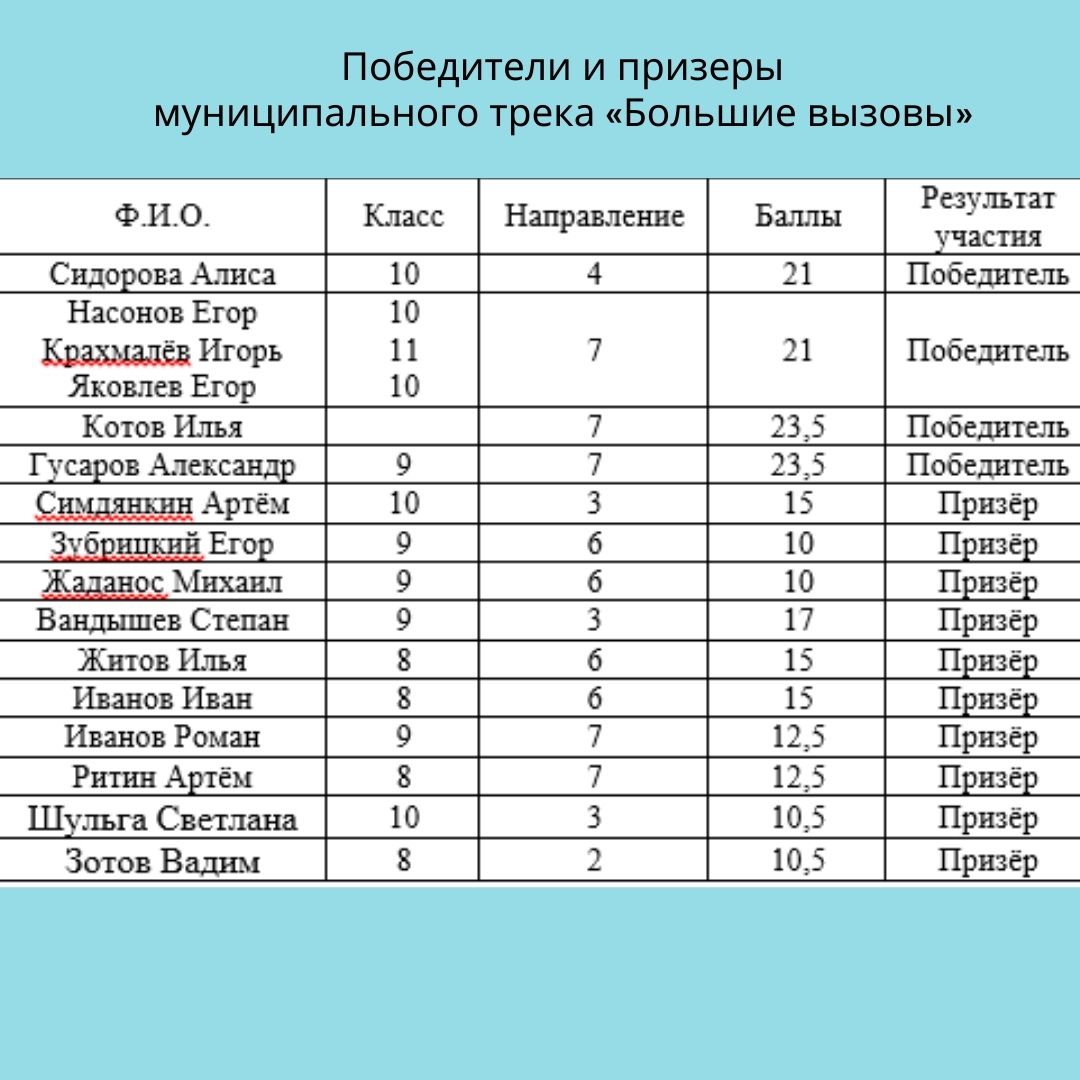 Победители и призеры
муниципального трека «Большие вызовы»
Ф.И.О. Класс Направление Баллы Результат участия
Сидорова Алиса 10 4 21 Победитель
Насонов Егор 10
Крахмалёв Игорь 11 7 21 Победитель
Яковлев Егор 10
Котов Илья 7 23,5 Победитель
Гусаров Александр 9 7 23,5 Победитель
Симдянкин Артём 10 3 15 Призёр
Зубрицкий Егор 9 6 10 Призёр
Жаданос Михаил 9 6 10 Призёр
Вандышев Степан 9 3 17 Призёр
Житов Илья 8 6 15 Призёр
Иванов Иван 8 6 15 Призёр
Иванов Роман 9 7 12,5 Призёр
Ритин Артём 8 7 12,5 Призёр
Шульга Светлана 10 3 10,5 Призёр
Зотов Вадим 8 2 10,5 Призёр